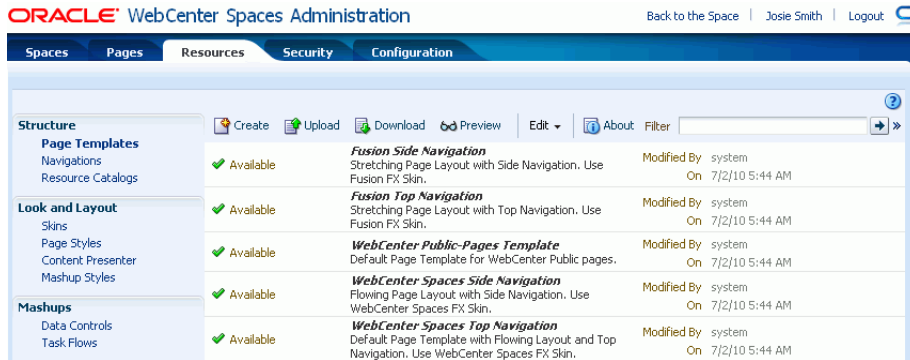 ORACLE WebCenter Spaces Administration
Back to the Space | Josie Smith | Logout
Spaces Pages Resources Security Configuration
Structure
Page Templates
Navigations
Resource Catalogs
Look and Layout
Skins
Page Styles
Content Presenter
Mashup Styles
Mashups
Data Controls
Task Flows
Create Upload Download Preview Edit About Filter
Available
Fusion Side Navigation
Stretching Page Layout with Side Navigation. Use
Fusion FX Skin.
Modified By system
On 7/2/10 5:44 AM
Available
Fusion Top Navigation
Stretching Page Layout with Top Navigation. Use
Fusion FX Skin.
Modified By system
On 7/2/10 5:44 AM
Available
WebCenter Public-Pages Template
Default Page Template for WebCenter Public pages.
Modified By system
On 7/2/10 5:44 AM
Available
WebCenter Spaces Side Navigation
Flowing Page Layout with Side Navigation. Use
WebCenter Spaces FX Skin.
Modified By system
On 7/2/10 5:44 AM
Available
WebCenter Spaces Top Navigation
Default Page Template with Flowing Layout and Top
Navigation. Use WebCenter Spaces FX Skin.
Modified By system
On 7/2/10 5:44 AM